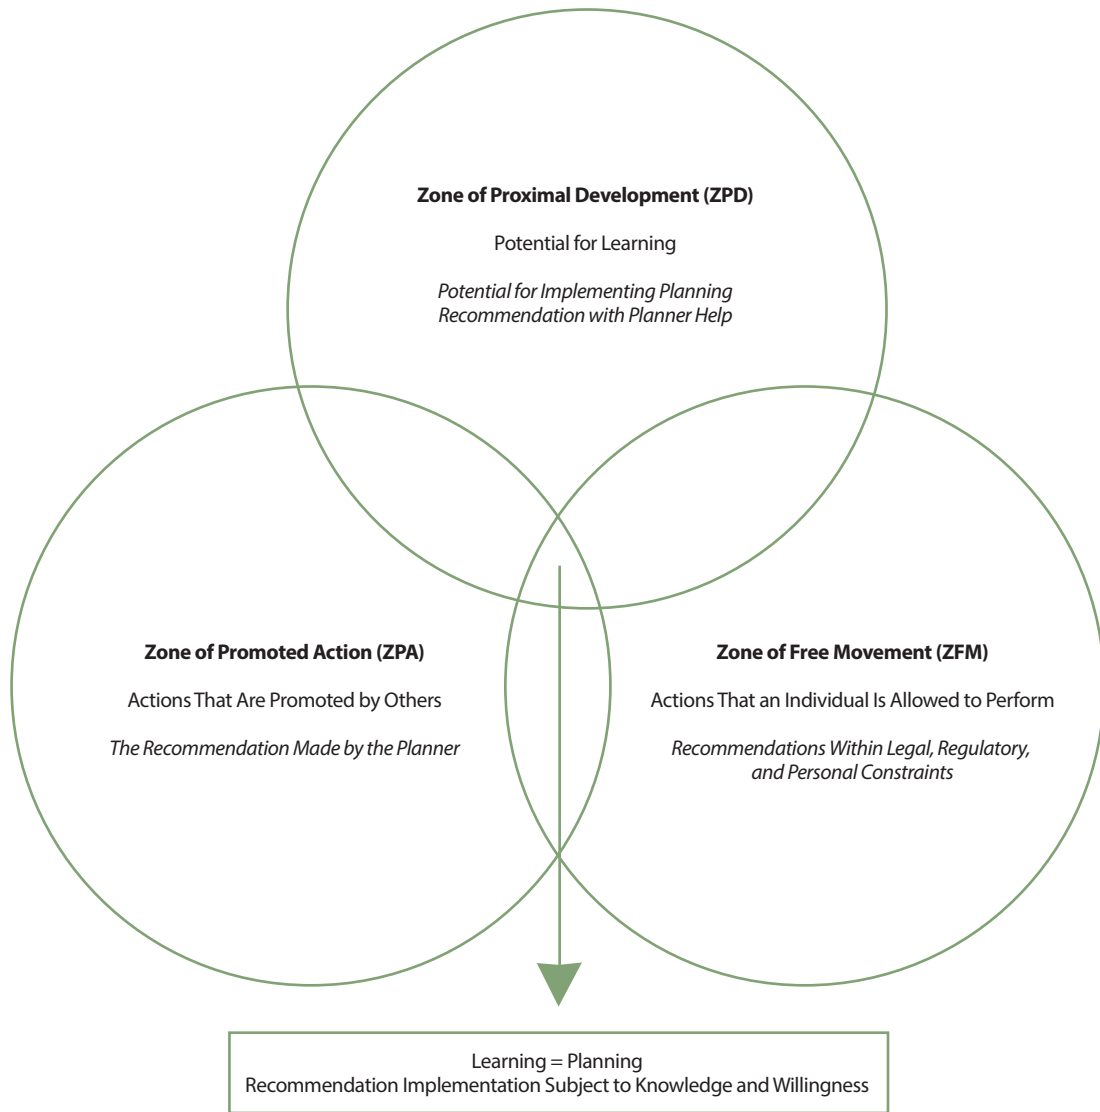 Zone of Proximal Development (ZPD)
Potential for Learning
Potential for Implementing Planning
Recommendation with Planner Help
Zone of Promoted Action (ZPA)
Actions That Are Promoted by Others
The Recommendation Made by the Planner
Zone of Free Movement (ZFM)
Actions That an Individual Is Allowed to Perform
Recommendations Within Legal, Regulatory,
and Personal Constraints
Learning = Planning
Recommendation Implementation Subject to Knowledge and Willingness